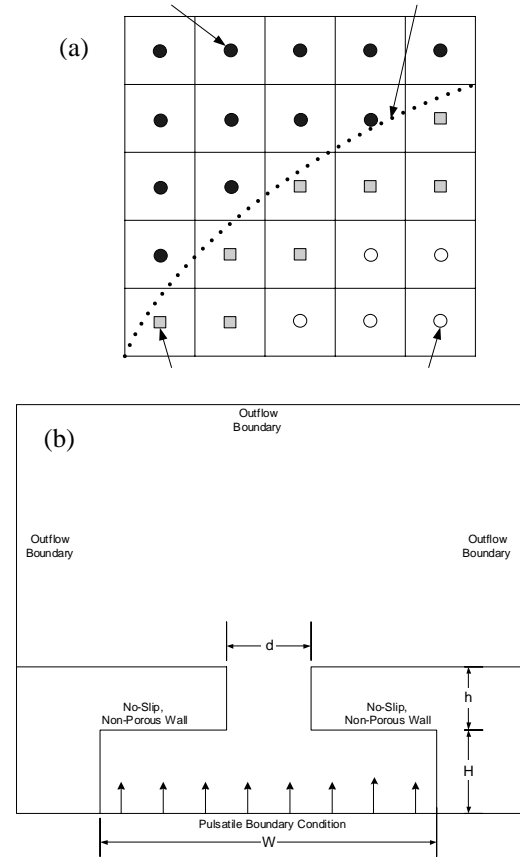 (a)
(b)
Outflow
Boundary
Outflow
Boundary
Outflow
Boundary
d
No-Slip,
Non-Porous Wall
No-Slip,
Non-Porous Wall
h
H
Pulsatile Boundary Condition
W